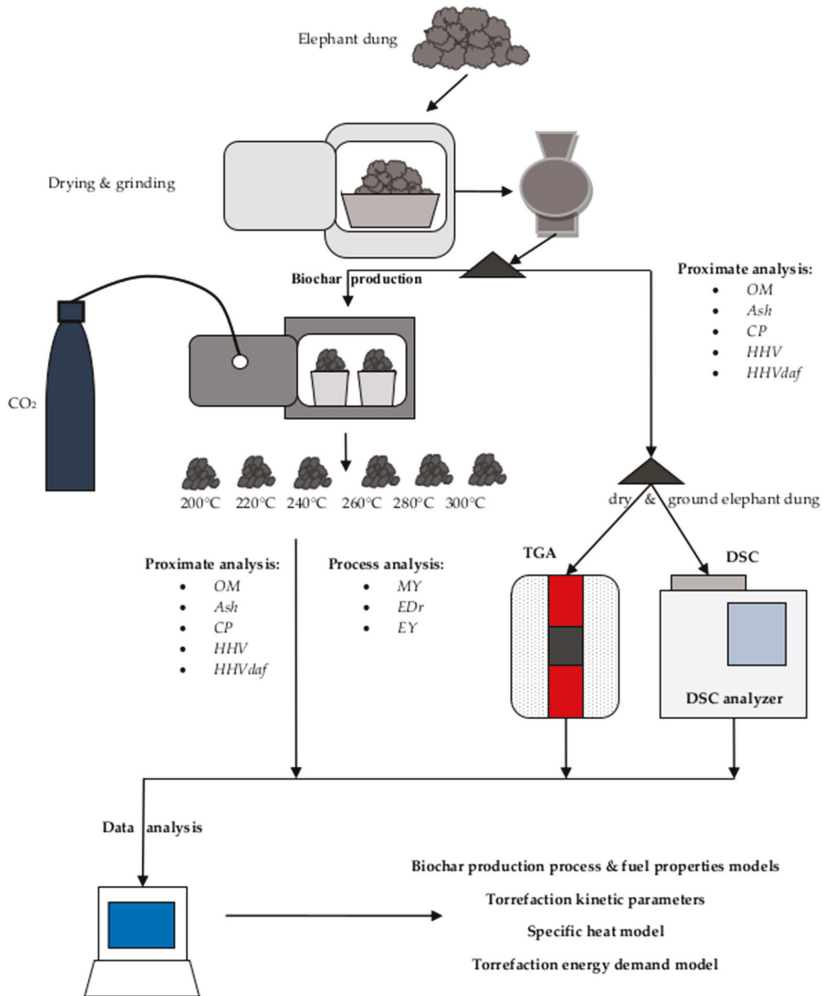 Elephant dung
Drying & grinding
Biochar production
Proximate analysis:
• OM
• Ash
• CP
• HHV
• HHVdaf
CO₂
200°C 220°C 240°C 260°C 280°C 300°C
dry & ground elephant dung
Proximate analysis:
• OM
• Ash
• CP
• HHV
• HHVdaf
Process analysis:
• MY
• EDr
• EY
TGA
DSC
DSC analyzer
Data analysis
Biochar production process & fuel properties models
Torrefaction kinetic parameters
Specific heat model
Torrefaction energy demand model